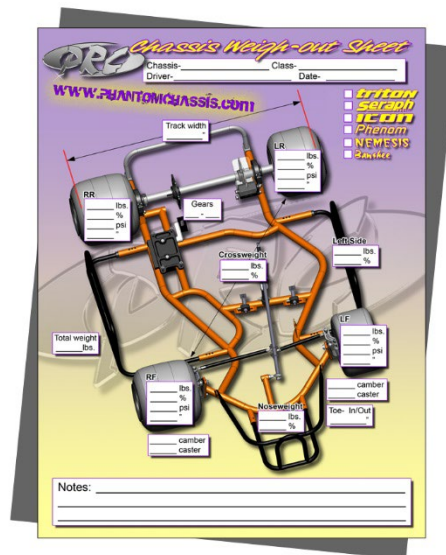 PRC
Chassis Weigh-out Sheet
Chassis- Class-
Driver- Date-
WWW.PHANTOMCHASSIS.COM
triton
seraph
icon
Phenom
NEMESIS
Banshee
Track width
"
LR
lbs.
%
psi
"
RR
lbs.
%
psi
"
Gears
-
Left Side
lbs.
%
Crossweight
lbs.
%
Total weight
lbs.
LF
lbs.
%
psi
"
RF
lbs.
%
psi
"
camber
caster
Toe- In/Out
"
Noseweight
lbs.
%
camber
caster
Notes: